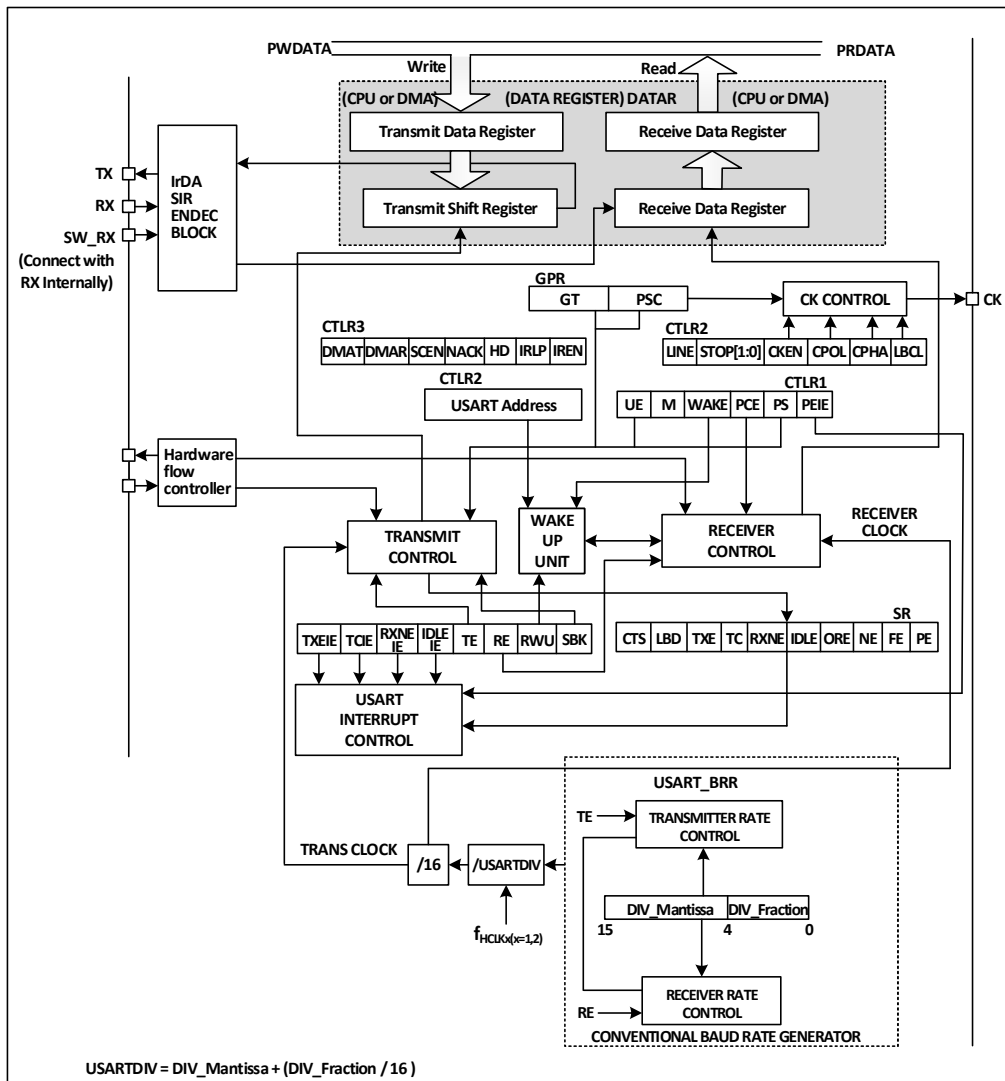 PWDATA
PRDATA
Write
Read
(CPU or DMA)
(DATA REGISTER) DATAR
(CPU or DMA)
Transmit Data Register
Receive Data Register
TX
RX
SW_RX
(Connect with
RX Internally)
IrDA
SIR
ENDEC
BLOCK
Transmit Shift Register
Receive Data Register
GPR
GT
PSC
CK CONTROL
CK
CTLR3
DMAT
DMAR
SCEN
NACK
HD
IRLP
IREN
CTLR2
LINE
STOP[1:0]
CKEN
CPOL
CPHA
LBCL
CTLR2
USART Address
CTLR1
UE
M
WAKE
PCE
PS
PEIE
Hardware
flow
controller
TRANSMIT
CONTROL
WAKE
UP
UNIT
RECEIVER
CONTROL
RECEIVER
CLOCK
TXEIE
TCIE
RXNE
IE
IDLE
IE
TE
RE
RWU
SBK
SR
CTS
LBD
TXE
TC
RXNE
IDLE
ORE
NE
FE
PE
USART
INTERRUPT
CONTROL
USART_BRR
TE
TRANSMITTER RATE
CONTROL
TRANS CLOCK
/16
/USARTDIV
fHCLKx(x=1,2)
DIV_Mantissa
DIV_Fraction
15
4
0
RE
RECEIVER RATE
CONTROL
CONVENTIONAL BAUD RATE GENERATOR
USARTDIV = DIV_Mantissa + (DIV_Fraction / 16 )